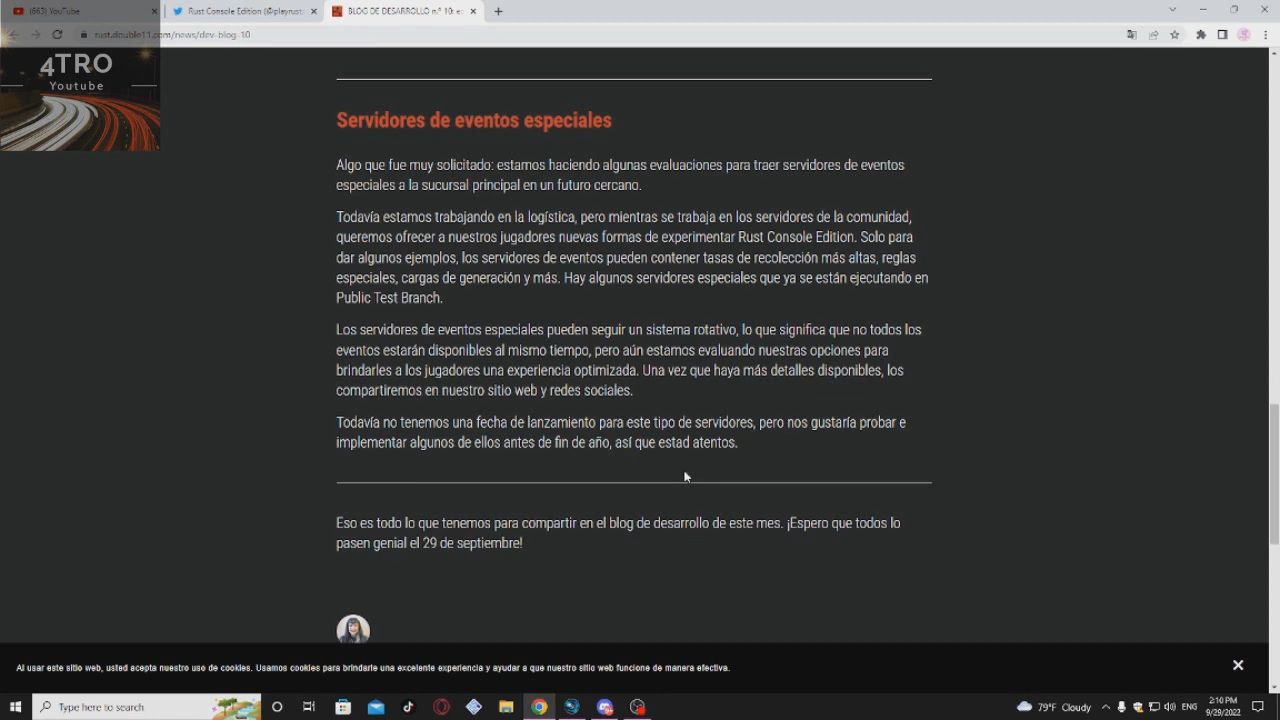 (663) YouTube
Rust Console Edition (@playrust
BLOG DE DESARROLLO n.º 10: e
rust.double11.com/news/dev-blog-10
4TRO
Youtube
Servidores de eventos especiales
Algo que fue muy solicitado: estamos haciendo algunas evaluaciones para traer servidores de eventos
especiales a la sucursal principal en un futuro cercano.
Todavía estamos trabajando en la logística, pero mientras se trabaja en los servidores de la comunidad,
queremos ofrecer a nuestros jugadores nuevas formas de experimentar Rust Console Edition. Solo para
dar algunos ejemplos, los servidores de eventos pueden contener tasas de recolección más altas, reglas
especiales, cargas de generación y más. Hay algunos servidores especiales que ya se están ejecutando en
Public Test Branch.
Los servidores de eventos especiales pueden seguir un sistema rotativo, lo que significa que no todos los
eventos estarán disponibles al mismo tiempo, pero aún estamos evaluando nuestras opciones para
brindarles a los jugadores una experiencia optimizada. Una vez que haya más detalles disponibles, los
compartiremos en nuestro sitio web y redes sociales.
Todavía no tenemos una fecha de lanzamiento para este tipo de servidores, pero nos gustaría probar e
implementar algunos de ellos antes de fin de año, así que estad atentos.
Eso es todo lo que tenemos para compartir en el blog de desarrollo de este mes. ¡Espero que todos lo
pasen genial el 29 de septiembre!
Al usar este sitio web, usted acepta nuestro uso de cookies. Usamos cookies para brindarle una excelente experiencia y ayudar a que nuestro sitio web funcione de manera efectiva.
Type here to search
79°F Cloudy
ENG
2:10 PM
9/29/2022